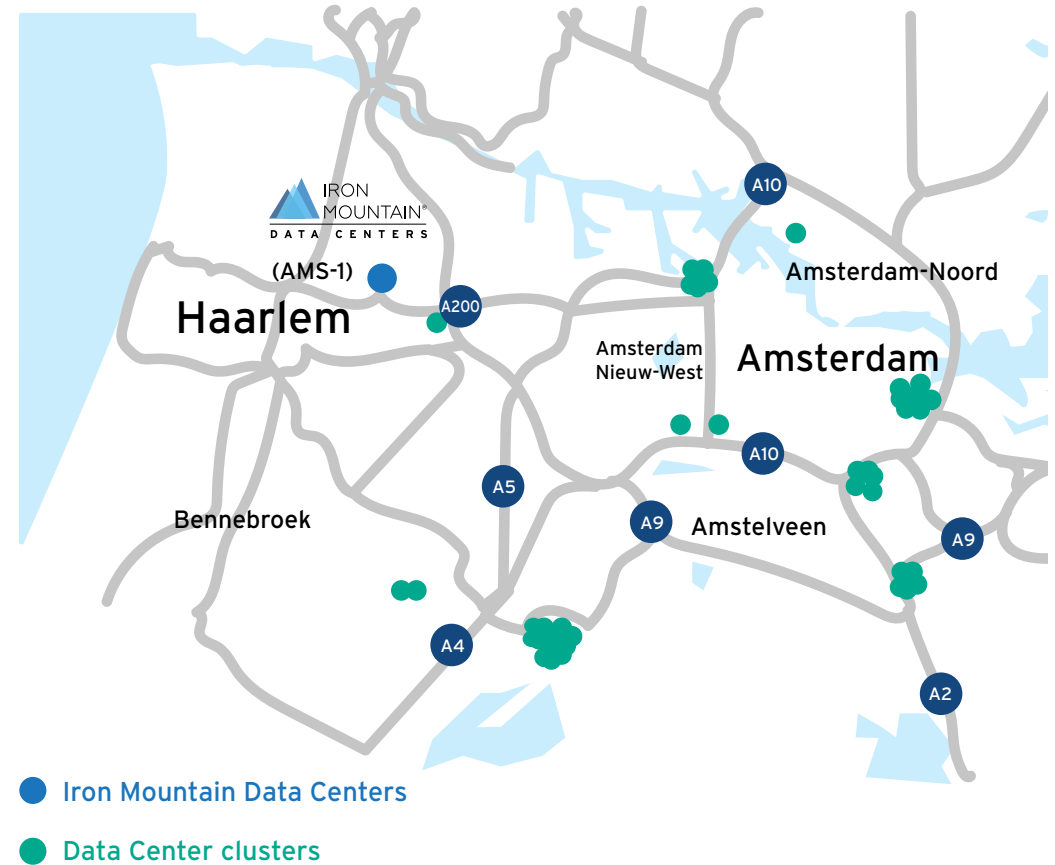 A10
IRON
MOUNTAIN®
DATA CENTERS
(AMS-1)
Amsterdam-Noord
A200
Haarlem
Amsterdam
Nieuw-West
Amsterdam
A10
A5
Bennebroek
A9
Amstelveen
A9
A4
A2
Iron Mountain Data Centers
Data Center clusters